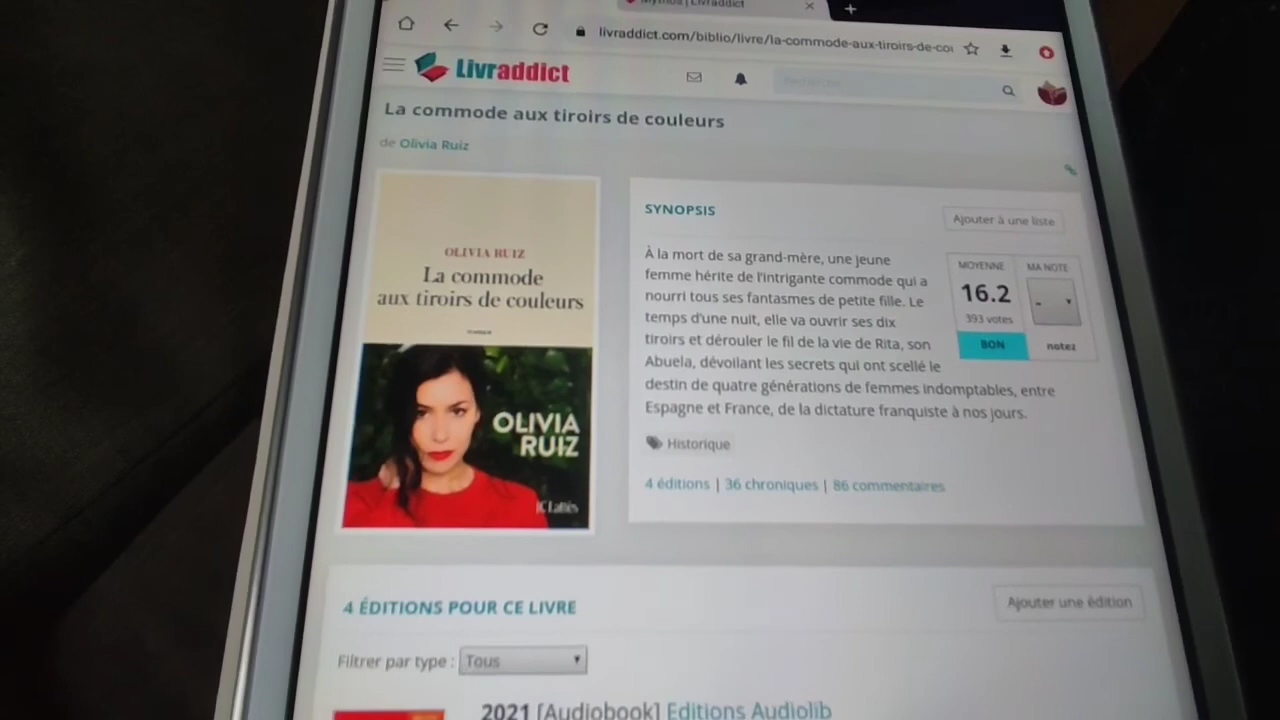 Mythos | Livraddict
livraddict.com/biblio/livre/la-commode-aux-tiroirs-de-cou
Livraddict
La commode aux tiroirs de couleurs
de Olivia Ruiz
OLIVIA RUIZ
La commode
aux tiroirs de couleurs
OLIVIA
RUIZ
JC Lattès
SYNOPSIS
Ajouter à une liste
À la mort de sa grand-mère, une jeune
femme hérite de l'intrigante commode qui a
nourri tous ses fantasmes de petite fille. Le
temps d'une nuit, elle va ouvrir ses dix
tiroirs et dérouler le fil de la vie de Rita, son
Abuela, dévoilant les secrets qui ont scellé le
destin de quatre générations de femmes indomptables, entre
Espagne et France, de la dictature franquiste à nos jours.
MOYENNE
16.2
393 votes
BON
MA NOTE
-
notez
Historique
4 éditions | 36 chroniques | 86 commentaires
4 ÉDITIONS POUR CE LIVRE
Ajouter une édition
Filtrer par type : Tous
2021 [Audiobook] Editions Audiolib